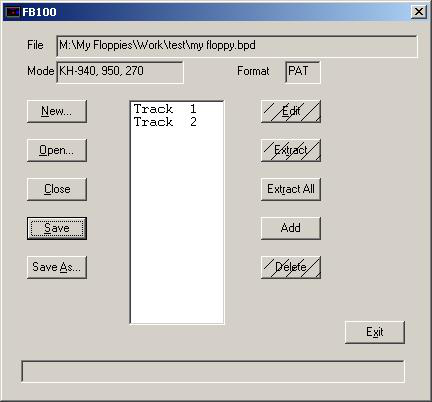 FB100
File M:\My Floppies\Work\test\my floppy.bpd
Mode KH-940, 950, 270 Format PAT
New... Track 1 Edit
Track 2
Open... Extract
Close Extract All
Save Add
Save As... Delete
Exit